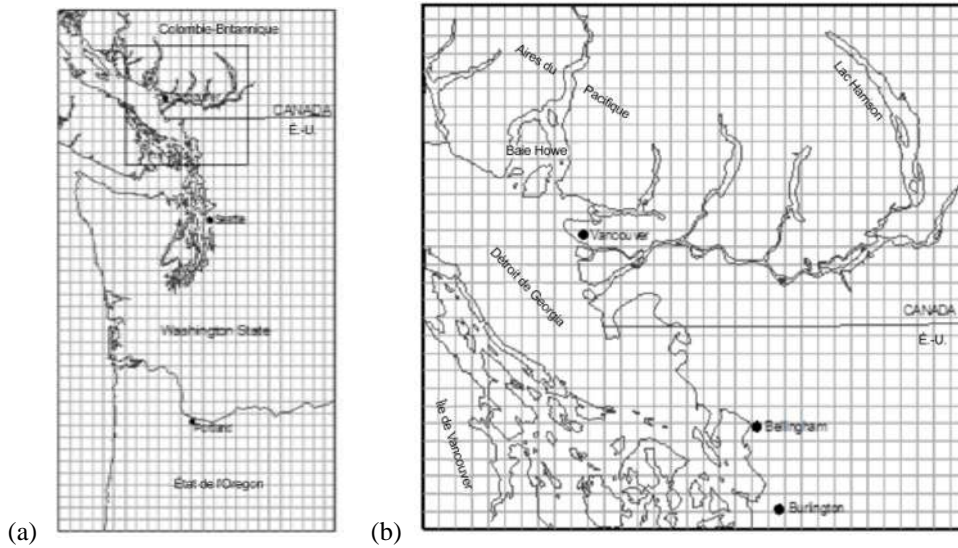 Colombie-Britannique
CANADA
É.-U.
Seattle
Washington State
Portland
État de l'Oregon
(a)
Aires du
Pacifique
Lac Harrison
Baie Howe
Vancouver
Détroit de Georgia
CANADA
É.-U.
Île de Vancouver
Bellingham
Burlington
(b)